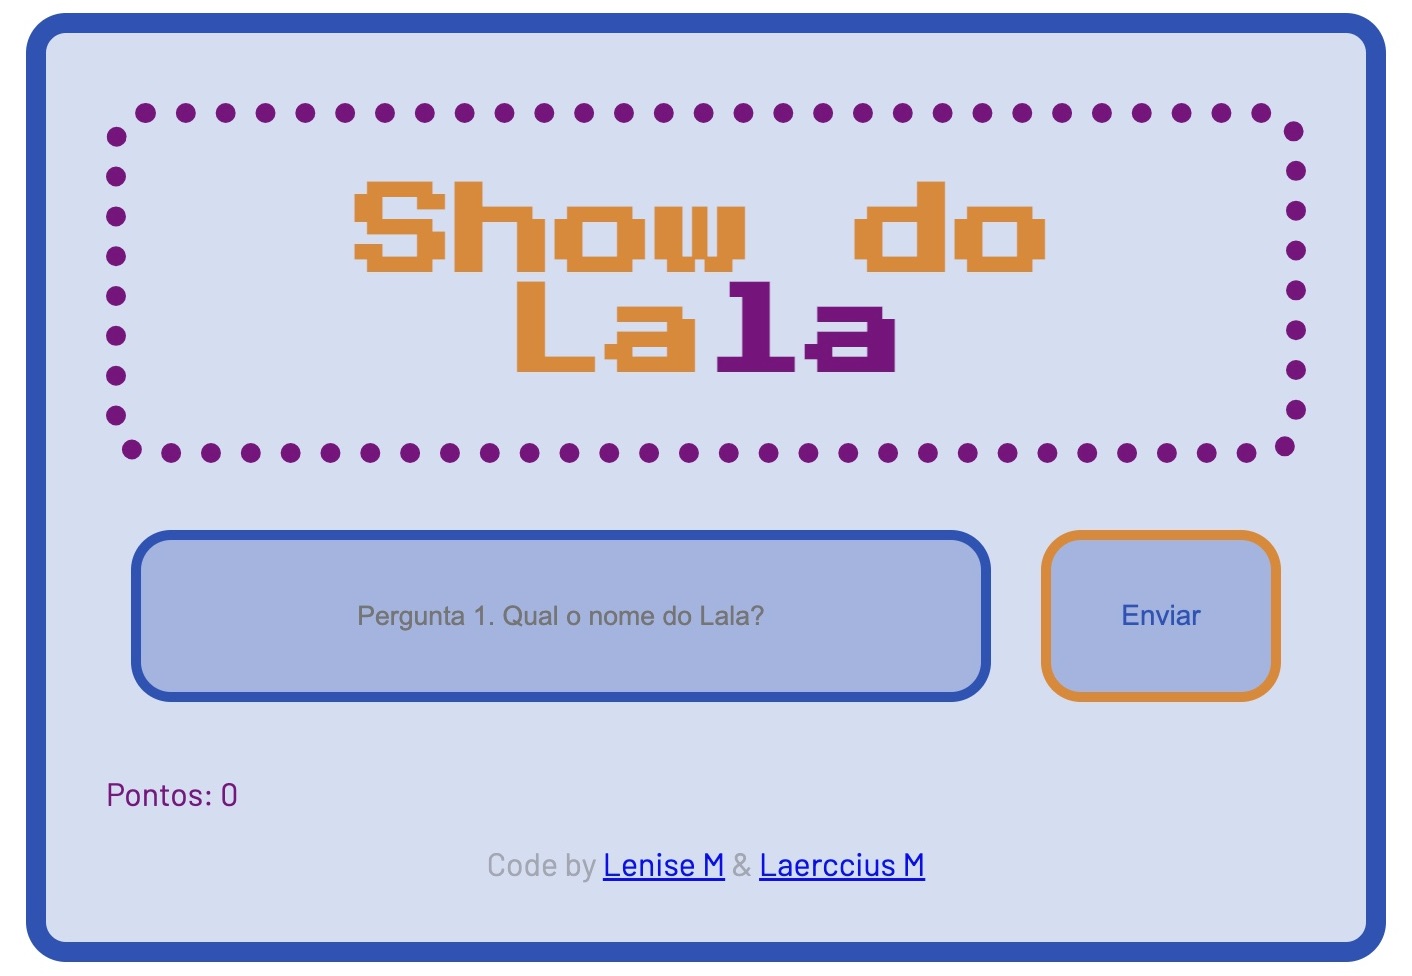 Show do
Lala
Pergunta 1. Qual o nome do Lala?
Enviar
Pontos: 0
Code by Lenise M & Laerccius M